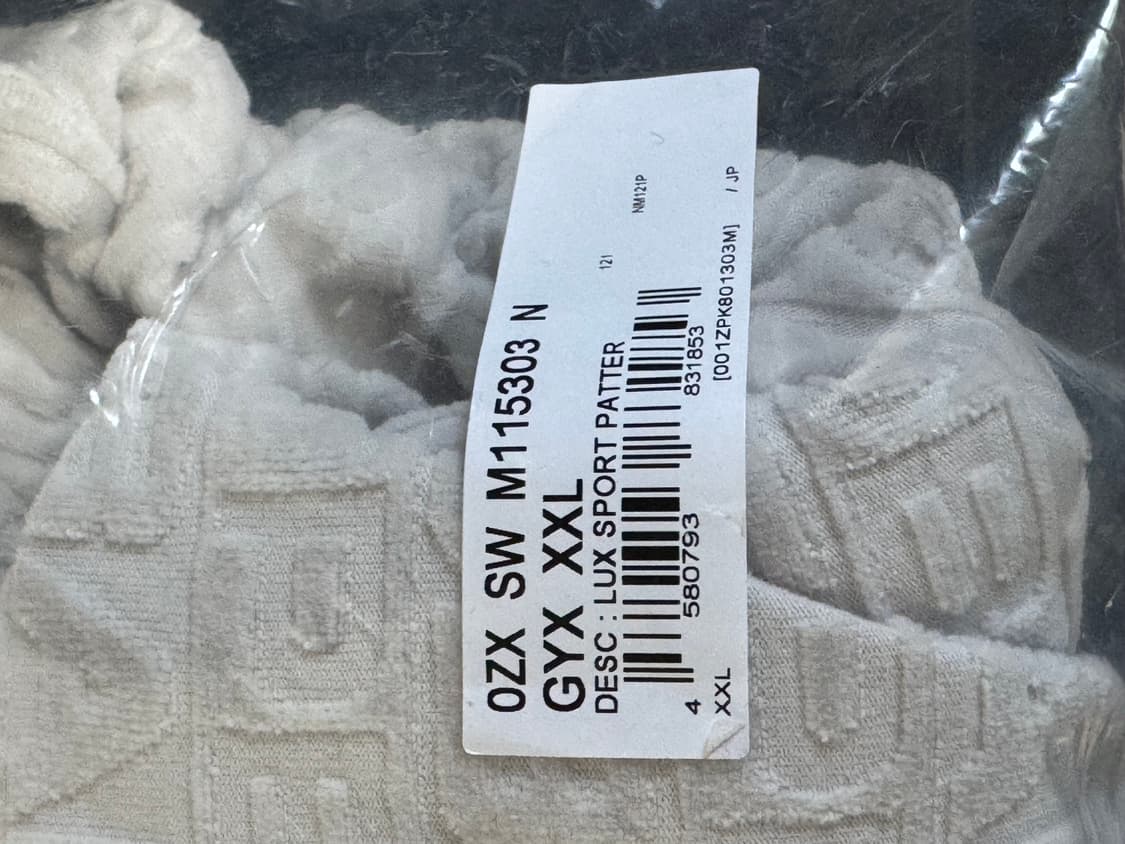 0ZX SW M115303 N
GYX XXL
DESC : LUX SPORT PATTER
121
NM121P
4 580793 831853
XXL [001ZPK801303M] / JP